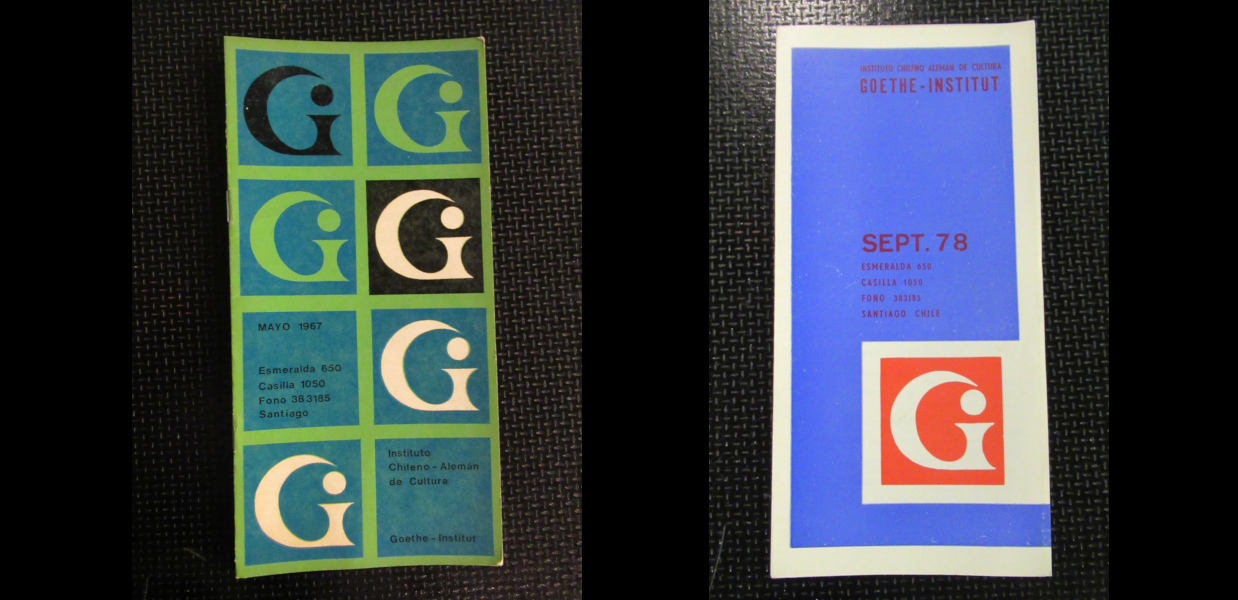 MAYO 1967
Esmeralda 650
Casilla 1050
Fono 383185
Santiago
Instituto
Chileno - Alemán
de Cultura
Goethe - Institut
INSTITUTO CHILENO ALEMAN DE CULTURA
GOETHE - INSTITUT
SEPT. 78
ESMERALDA 650
CASILLA 1050
FONO 383185
SANTIAGO CHILE